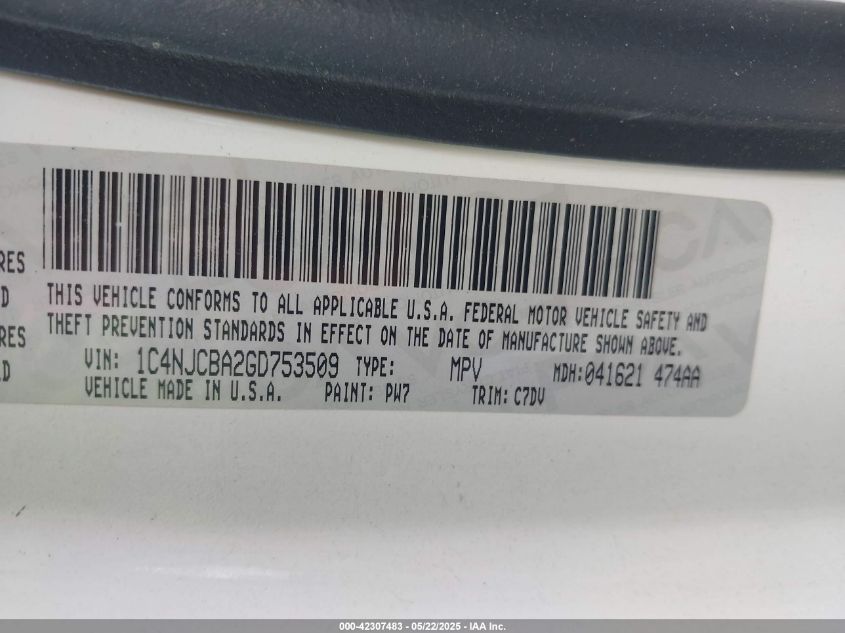 RES
D
RES
LD
THIS VEHICLE CONFORMS TO ALL APPLICABLE U.S.A. FEDERAL MOTOR VEHICLE SAFETY AND
THEFT PREVENTION STANDARDS IN EFFECT ON THE DATE OF MANUFACTURE SHOWN ABOVE.
VIN: 1C4NJCBA2GD753509 TYPE: MPV MDH:041621 474AA
VEHICLE MADE IN U.S.A. PAINT: PW7 TRIM: C7DV
000-42307483 - 05/22/2025 - IAA Inc.